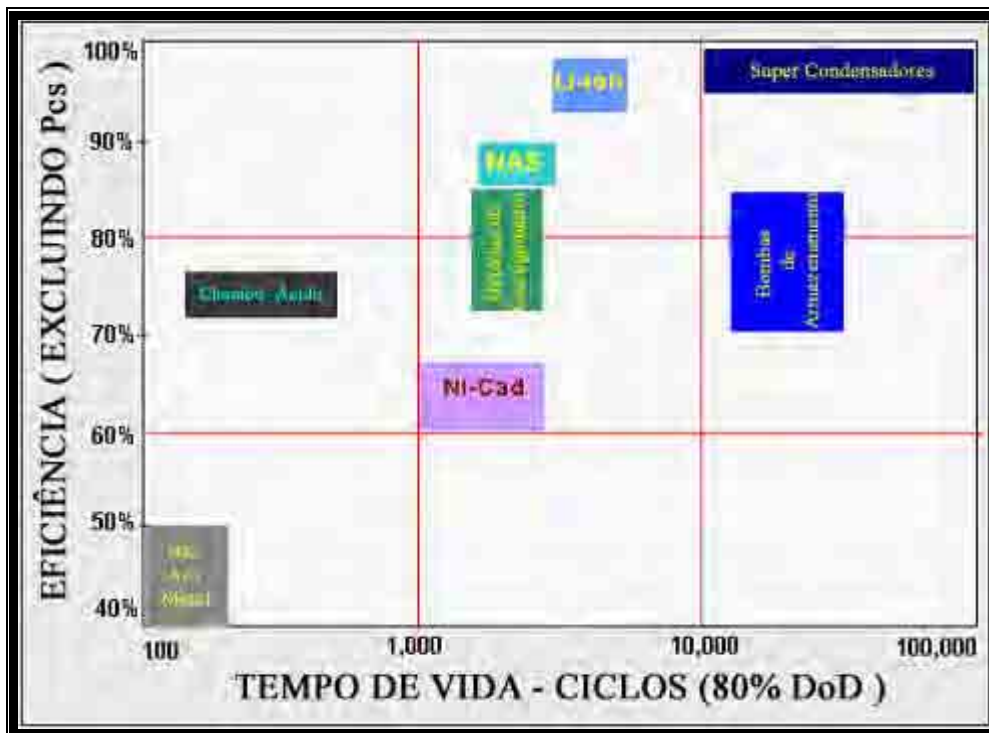 EFICIÊNCIA ( EXCLUINDO Pcs )
100%
90%
80%
70%
60%
50%
40%
Li-ion
Super Condensadores
NAS
Bombas
de
Armazenamento
Chumbo-Ácido
NI-Cad
Metal
100
1,000
10,000
100,000
TEMPO DE VIDA - CICLOS (80% DoD )